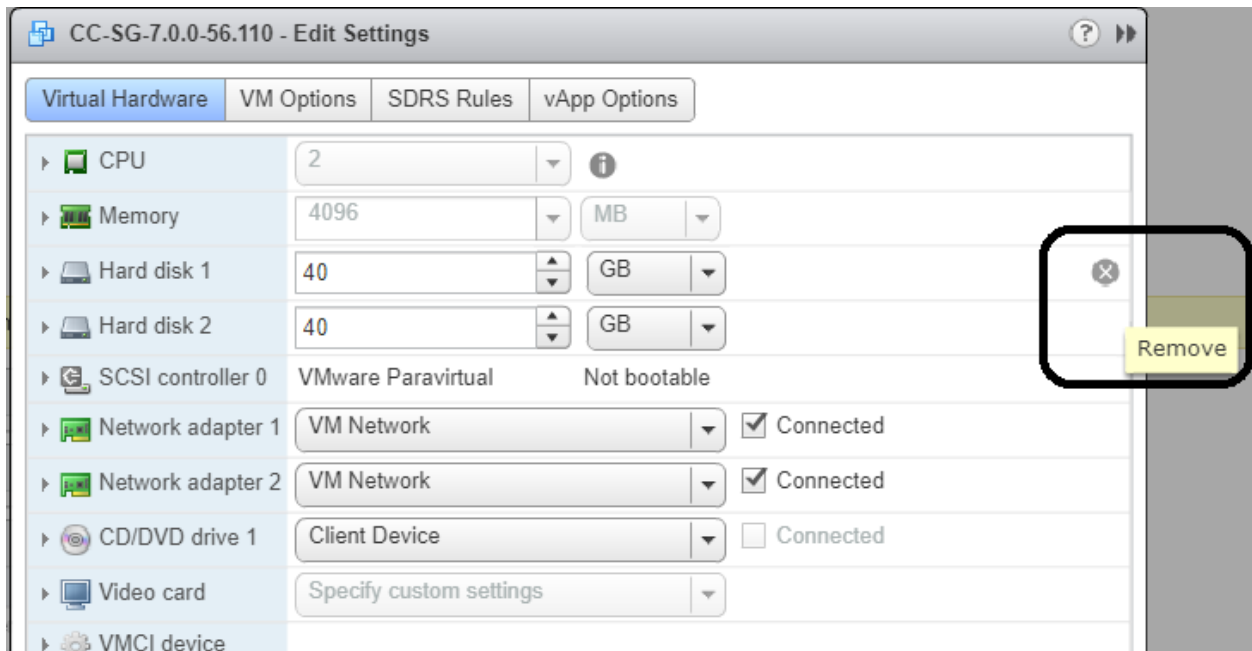 CC-SG-7.0.0-56.110 - Edit Settings ?
Virtual Hardware VM Options SDRS Rules vApp Options
CPU 2 i
Memory 4096 MB
Hard disk 1 40 GB
Hard disk 2 40 GB
Remove
SCSI controller 0 VMware Paravirtual Not bootable
Network adapter 1 VM Network Connected
Network adapter 2 VM Network Connected
CD/DVD drive 1 Client Device Connected
Video card Specify custom settings
VMCI device